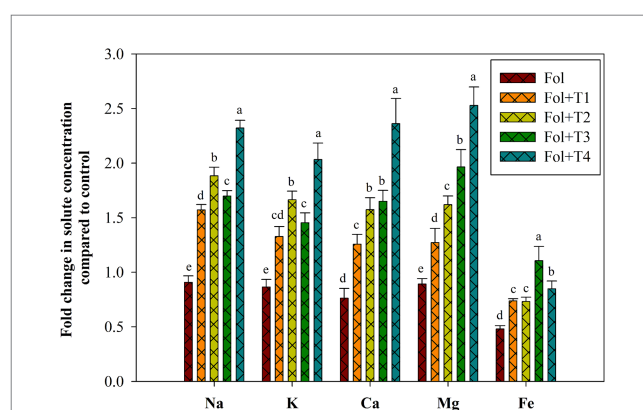 Fold change in solute concentration
compared to control
3.0
2.5
2.0
1.5
1.0
0.5
0.0
Fol
Fol+T1
Fol+T2
Fol+T3
Fol+T4
e d b c a
e cd b c a
d c b b a
e d c b a
d c c a b
Na K Ca Mg Fe